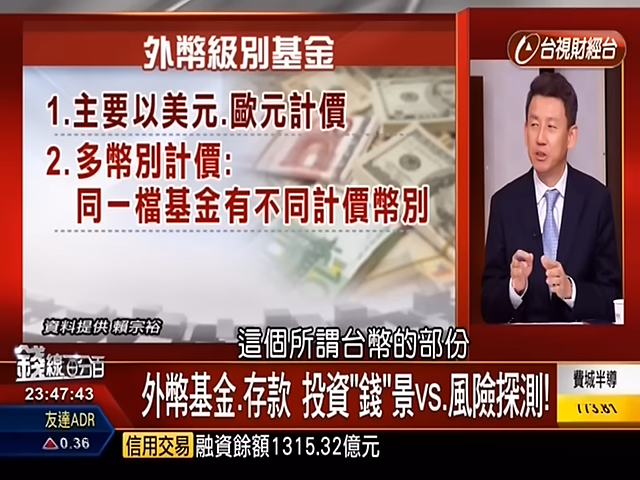 外幣級別基金
台視財經台
1.主要以美元.歐元計價
2.多幣別計價:
同一檔基金有不同計價幣別
資料提供 賴宗裕
這個所謂台幣的部份
錢線百分百
23:47:43
外幣基金.存款 投資"錢"景vs.風險探測!
費城半導
友達ADR
0.36
信用交易 融資餘額1315.32億元